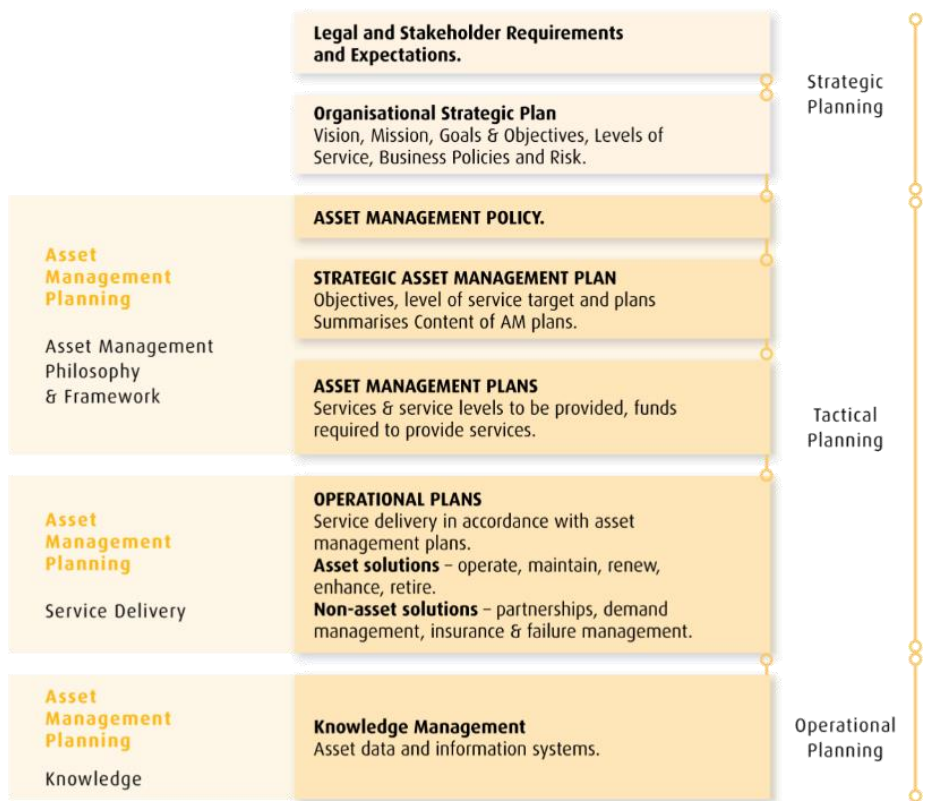 Legal and Stakeholder Requirements
and Expectations.
Strategic
Planning
Organisational Strategic Plan
Vision, Mission, Goals & Objectives, Levels of
Service, Business Policies and Risk.
Asset
Management
Planning
Asset Management
Philosophy
& Framework
ASSET MANAGEMENT POLICY.
STRATEGIC ASSET MANAGEMENT PLAN
Objectives, level of service target and plans
Summarises Content of AM plans.
ASSET MANAGEMENT PLANS
Services & service levels to be provided, funds
required to provide services.
Tactical
Planning
Asset
Management
Planning
Service Delivery
OPERATIONAL PLANS
Service delivery in accordance with asset
management plans.
Asset solutions – operate, maintain, renew,
enhance, retire.
Non-asset solutions – partnerships, demand
management, insurance & failure management.
Asset
Management
Planning
Knowledge
Knowledge Management
Asset data and information systems.
Operational
Planning